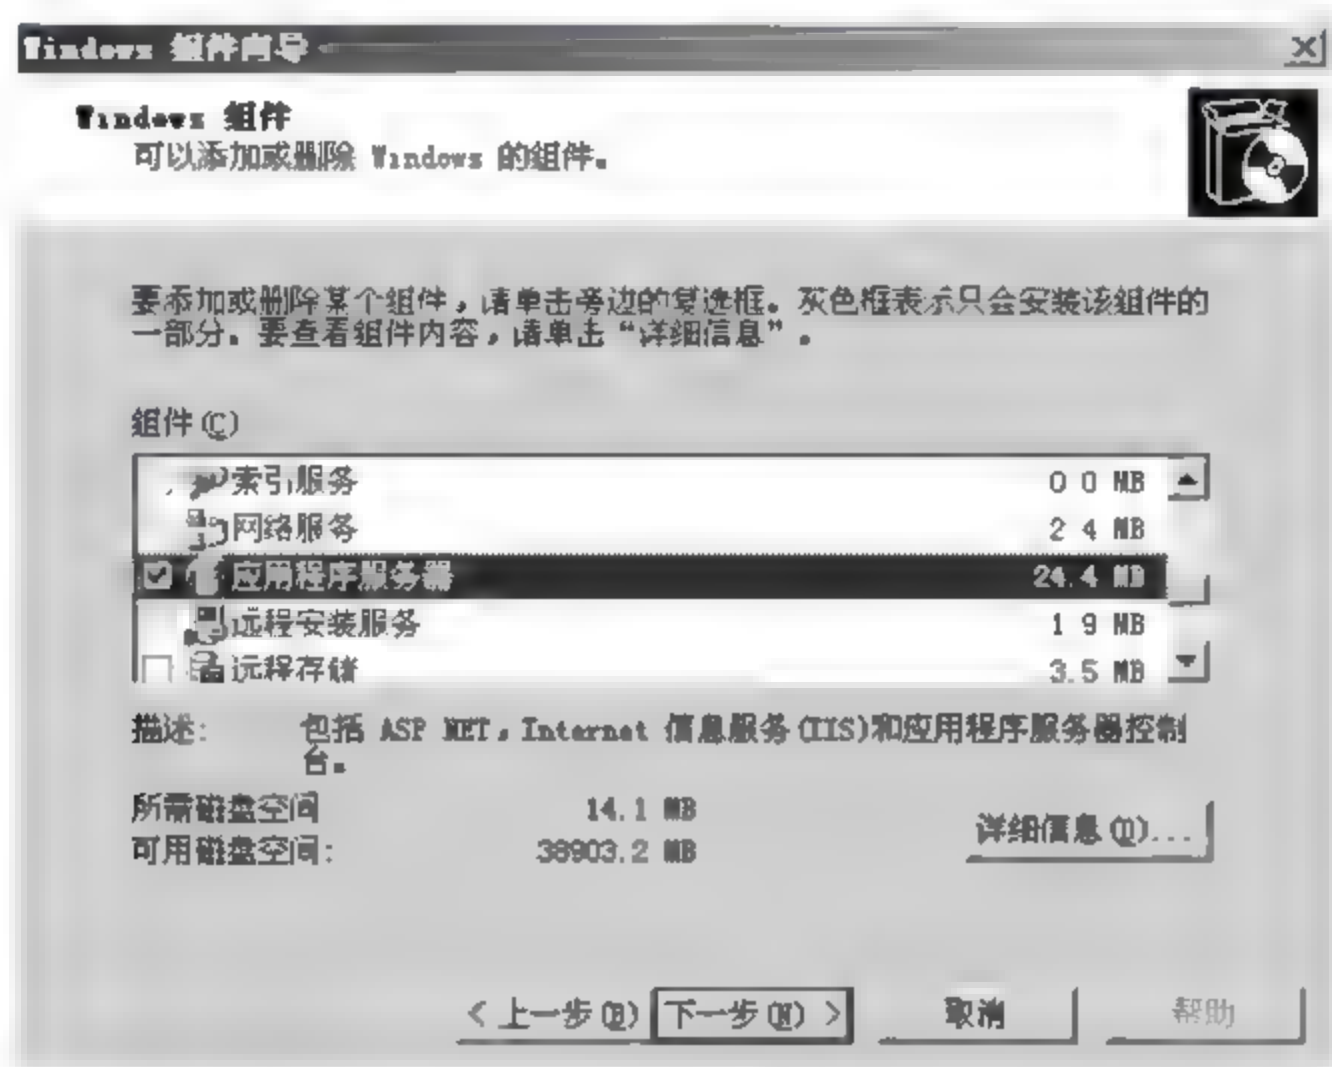 Windows 组件向导
Windows 组件
可以添加或删除 Windows 的组件。
要添加或删除某个组件，请单击旁边的复选框。灰色框表示只会安装该组件的
一部分。要查看组件内容，请单击“详细信息”。
组件(C)
索引服务 0 0 MB
网络服务 2 4 MB
应用程序服务器 24.4 MB
远程安装服务 1 9 MB
远程存储 3.5 MB
描述: 包括 ASP NET, Internet 信息服务(IIS)和应用程序服务器控制
台。
所需磁盘空间 14.1 MB
可用磁盘空间: 38903.2 MB
详细信息(D)...
< 上一步(B) 下一步(N) > 取消 帮助